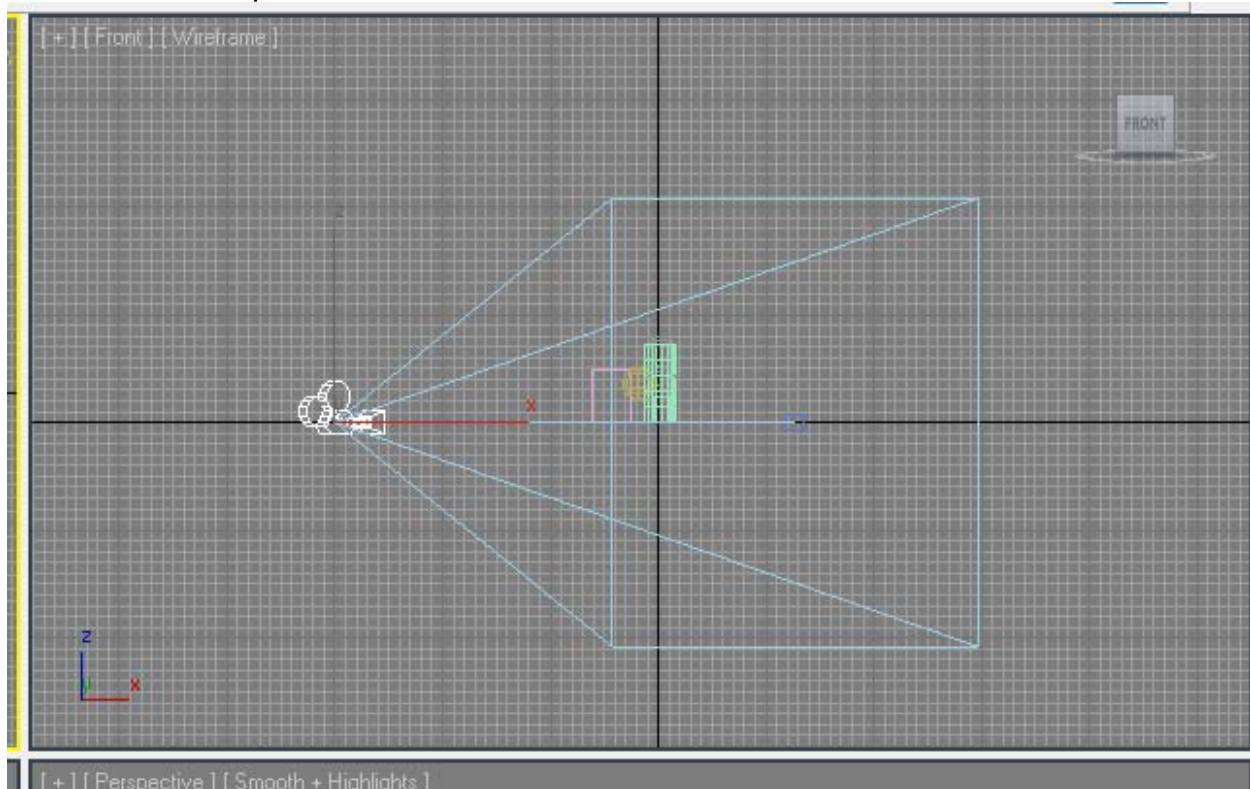 [ + ] [ Front ] [ Wireframe ]
FRONT
z
x
z
y
x
[ + ] [ Perspective ] [ Smooth + Highlights ]